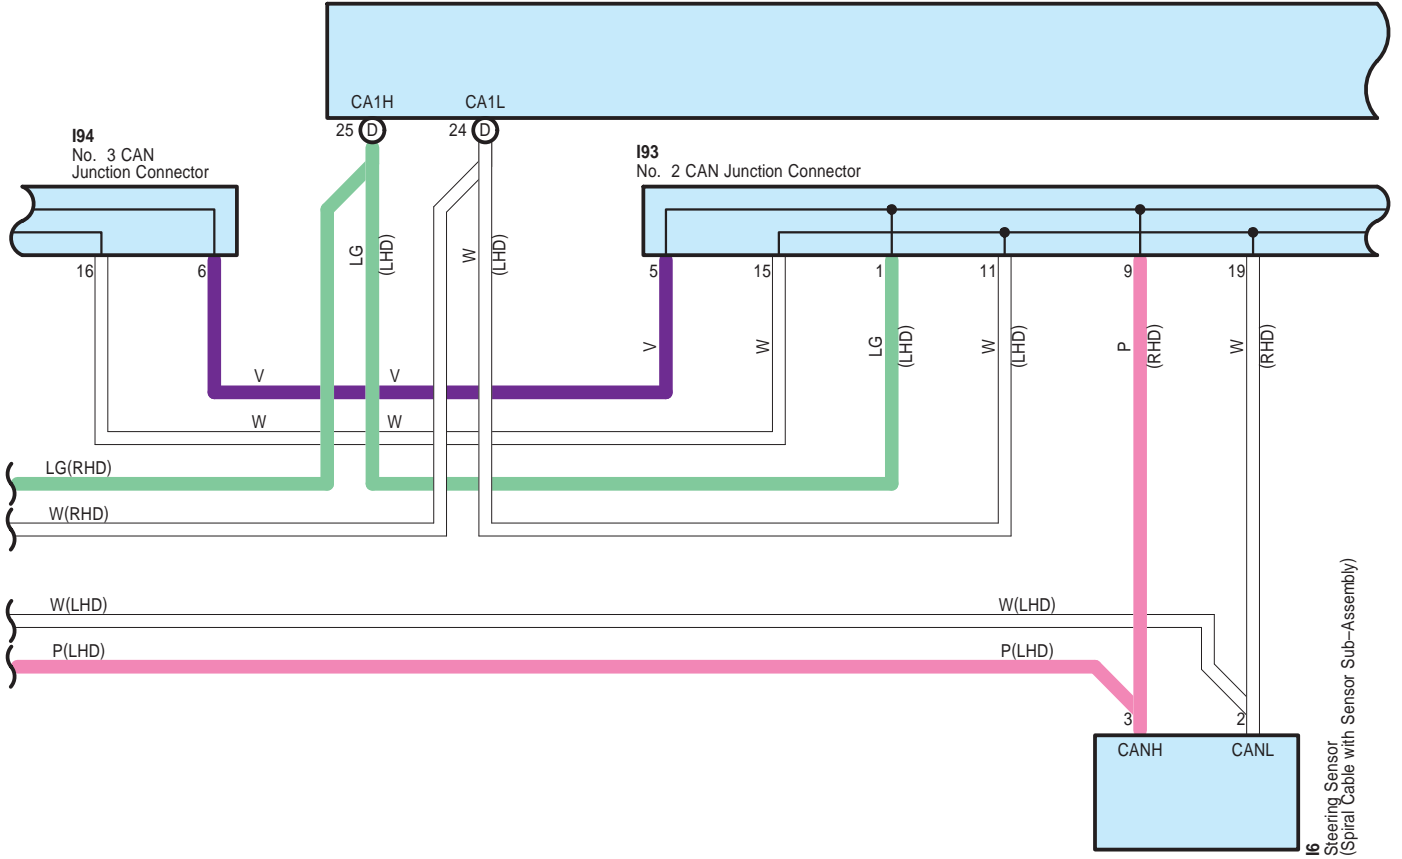 CA1H
CA1L
25 D
24 D
I94
No. 3 CAN
Junction Connector
I93
No. 2 CAN Junction Connector
16
6
5
15
1
11
9
19
LG
(LHD)
W
(LHD)
V
W
LG
(LHD)
W
(LHD)
P
(RHD)
W
(RHD)
V
V
W
W
LG(RHD)
W(RHD)
W(LHD)
W(LHD)
P(LHD)
P(LHD)
3
2
CANH
CANL
I6
Steering Sensor
(Spiral Cable with Sensor Sub–Assembly)